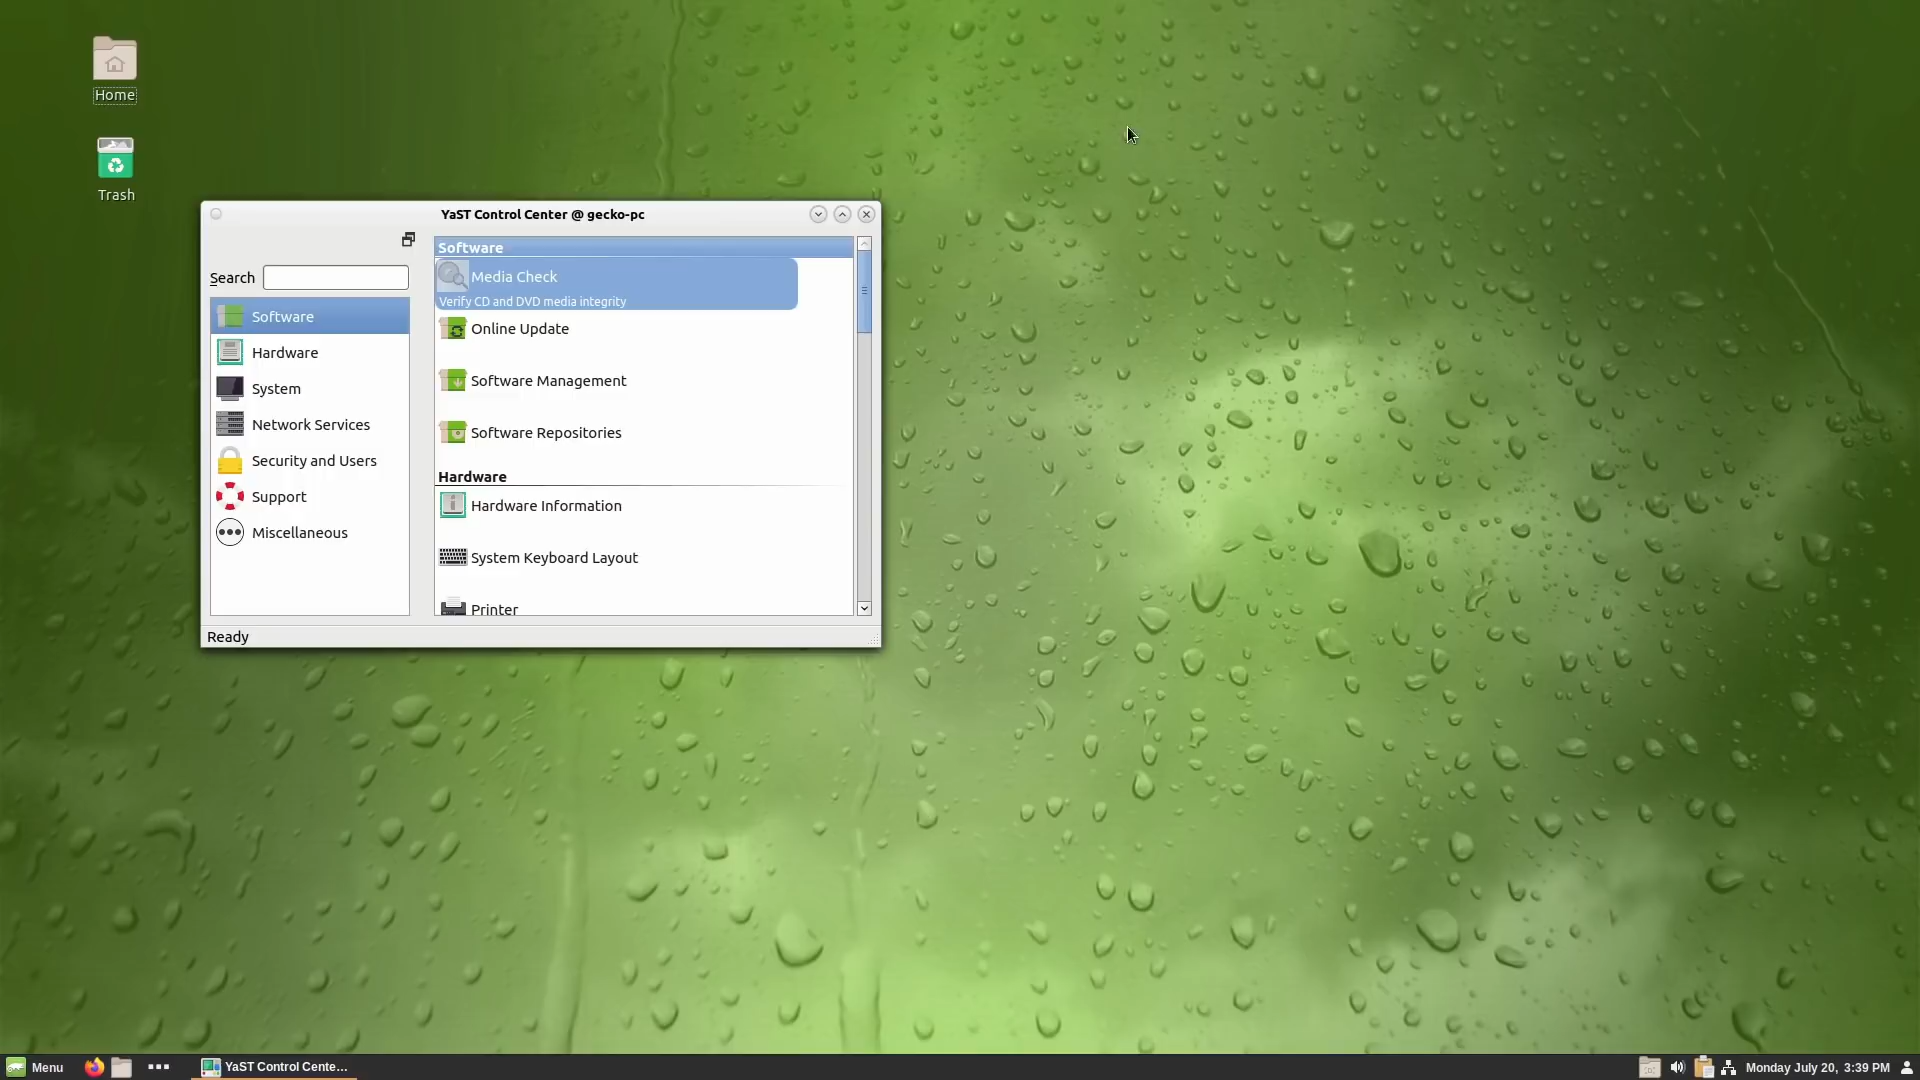 Home
Trash
YaST Control Center @ gecko-pc
Search
Software
Hardware
System
Network Services
Security and Users
Support
Miscellaneous
Software
Media Check
Verify CD and DVD media integrity
Online Update
Software Management
Software Repositories
Hardware
Hardware Information
System Keyboard Layout
Printer
Ready
Menu
YaST Control Cente...
Monday July 20, 3:39 PM